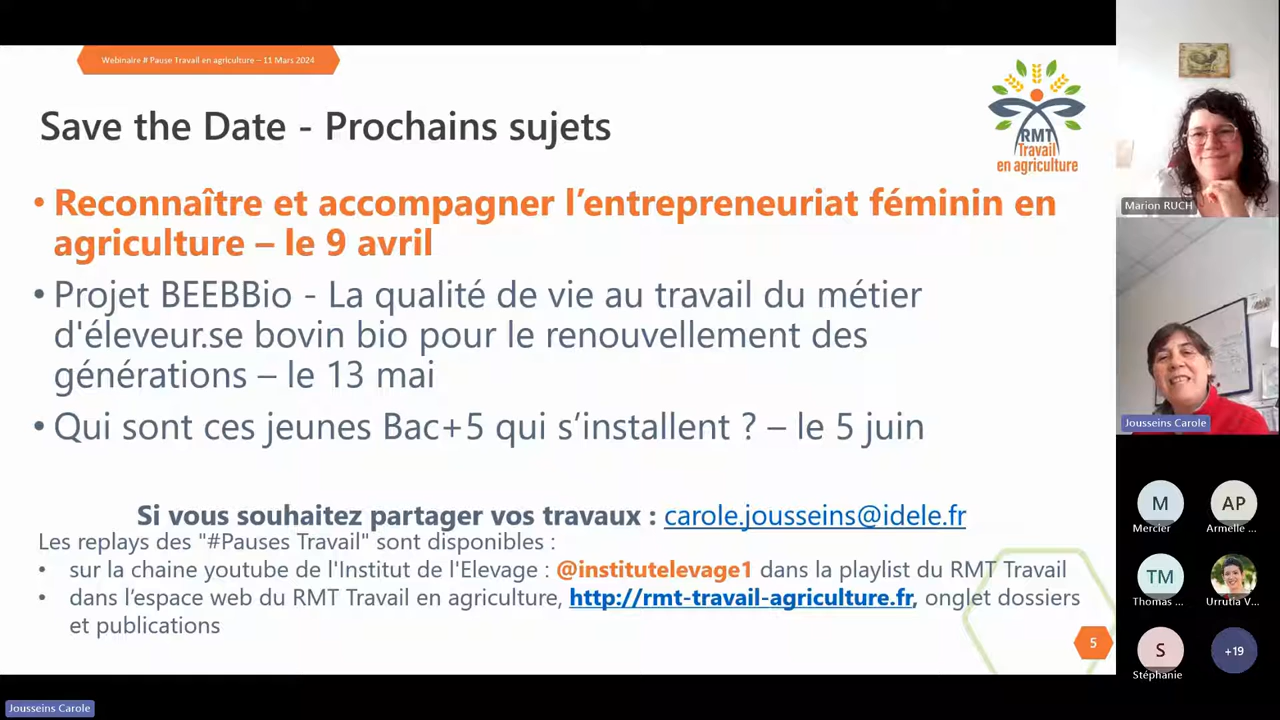 Webinaire # Pause Travail en agriculture – 11 Mars 2024
RMT
Travail
en agriculture
Save the Date - Prochains sujets
• Reconnaître et accompagner l’entrepreneuriat féminin en
agriculture – le 9 avril
• Projet BEEBBio - La qualité de vie au travail du métier
d'éleveur.se bovin bio pour le renouvellement des
générations – le 13 mai
• Qui sont ces jeunes Bac+5 qui s’installent ? – le 5 juin
Si vous souhaitez partager vos travaux : carole.jousseins@idele.fr
Les replays des "#Pauses Travail" sont disponibles :
• sur la chaine youtube de l'Institut de l'Elevage : @institutelevage1 dans la playlist du RMT Travail
• dans l’espace web du RMT Travail en agriculture, http://rmt-travail-agriculture.fr, onglet dossiers
et publications
5
Marion RUCH
Jousseins Carole
M
Mercier
AP
Armelle ...
TM
Thomas ...
Urrutia V...
S
Stéphanie
+19
Jousseins Carole